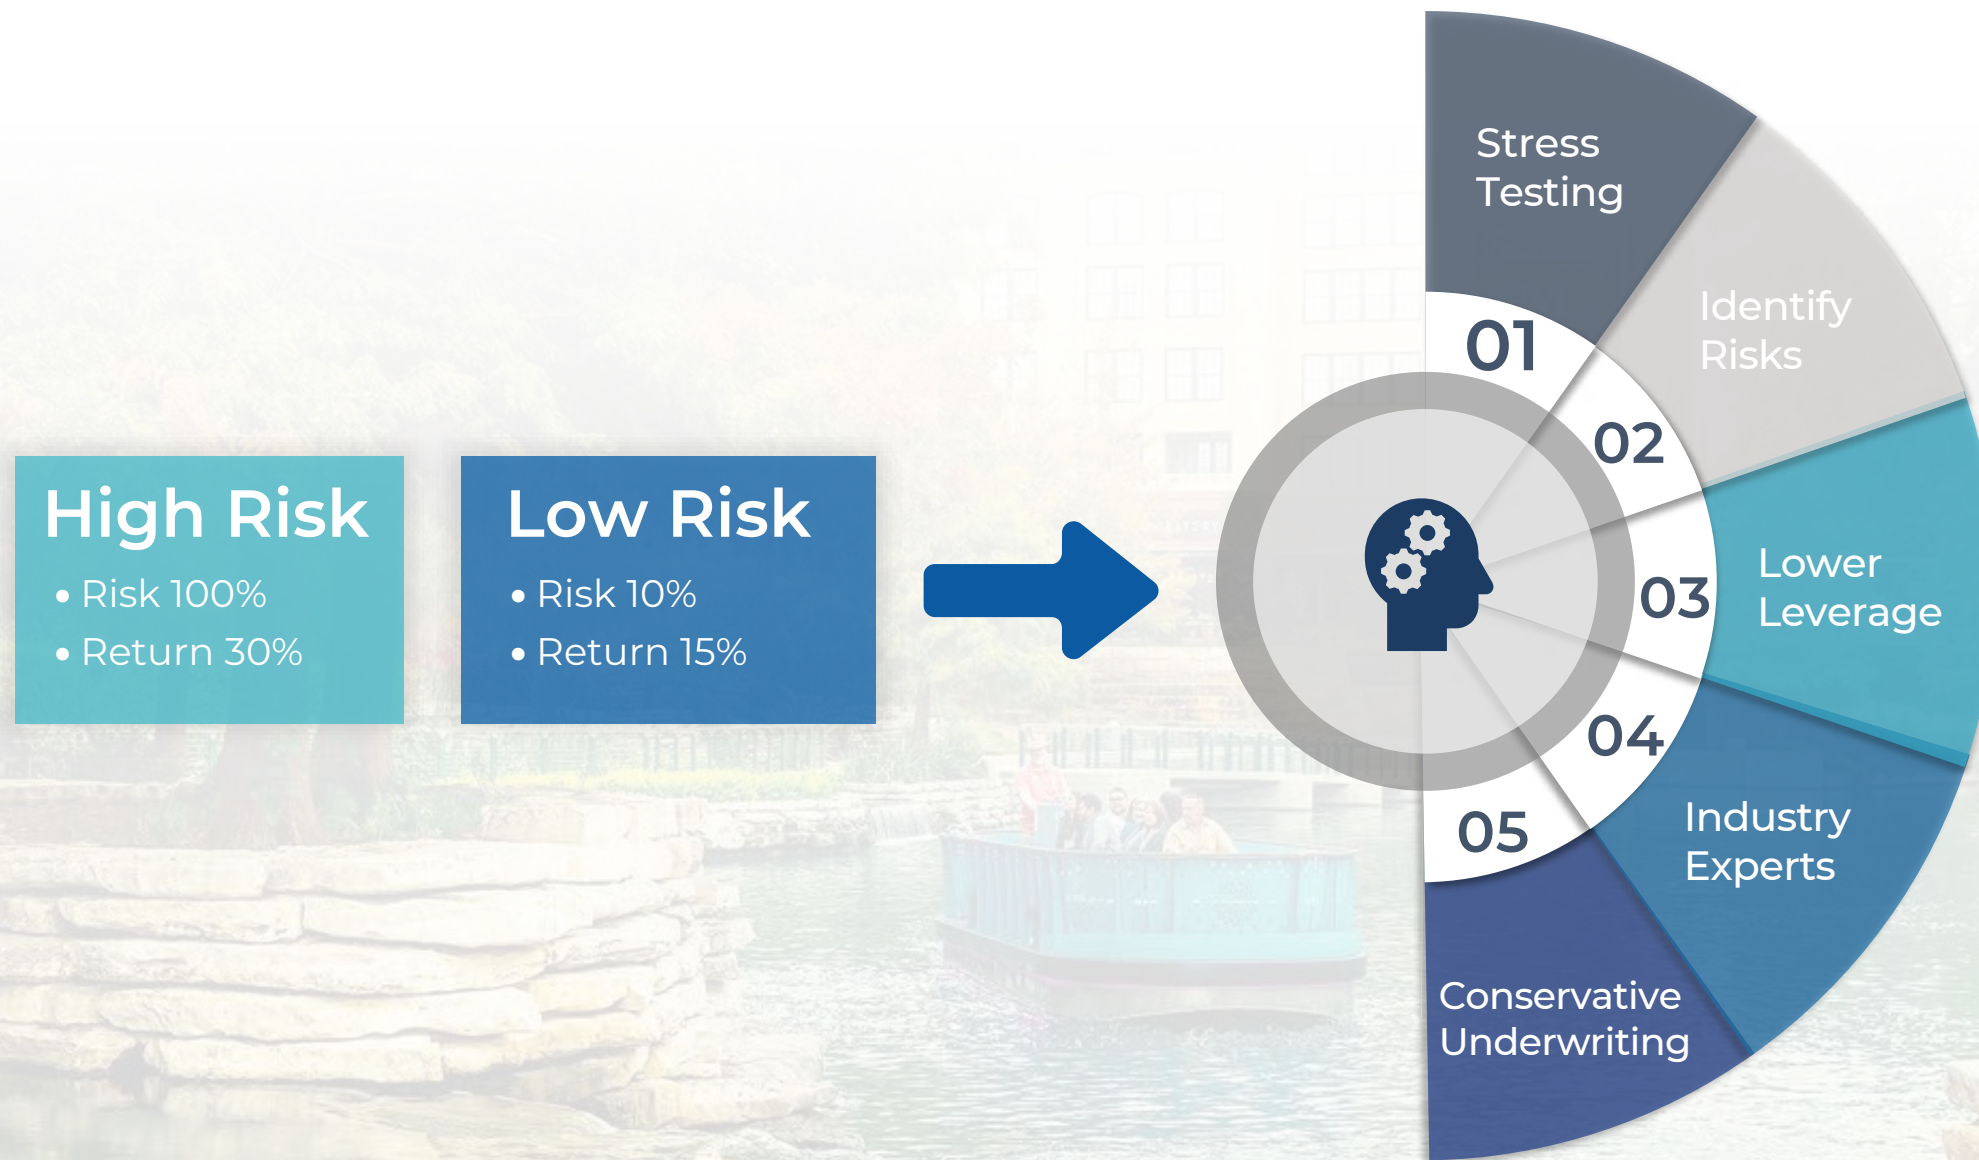 High Risk
• Risk 100%
• Return 30%
Low Risk
• Risk 10%
• Return 15%
01
Stress
Testing
02
Identify
Risks
03
Lower
Leverage
04
Industry
Experts
05
Conservative
Underwriting